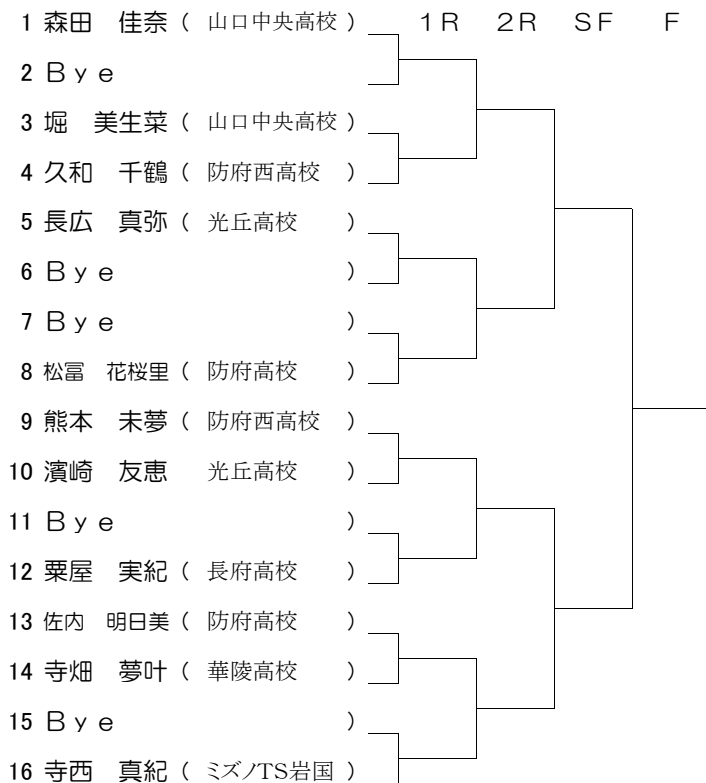 1 森田　佳奈 ( 山口中央高校 ) 1R 2R SF F
2 Bye
3 堀　美生菜 ( 山口中央高校 )
4 久和　千鶴 ( 防府西高校 )
5 長広　真弥 ( 光丘高校 )
6 Bye )
7 Bye )
8 松冨　花桜里 ( 防府高校 )
9 熊本　未夢 ( 防府西高校 )
10 濱崎　友恵 光丘高校 )
11 Bye )
12 粟屋　実紀 ( 長府高校 )
13 佐内　明日美 ( 防府高校 )
14 寺畑　夢叶 ( 華陵高校 )
15 Bye )
16 寺西　真紀 ( ミズノTS岩国 )